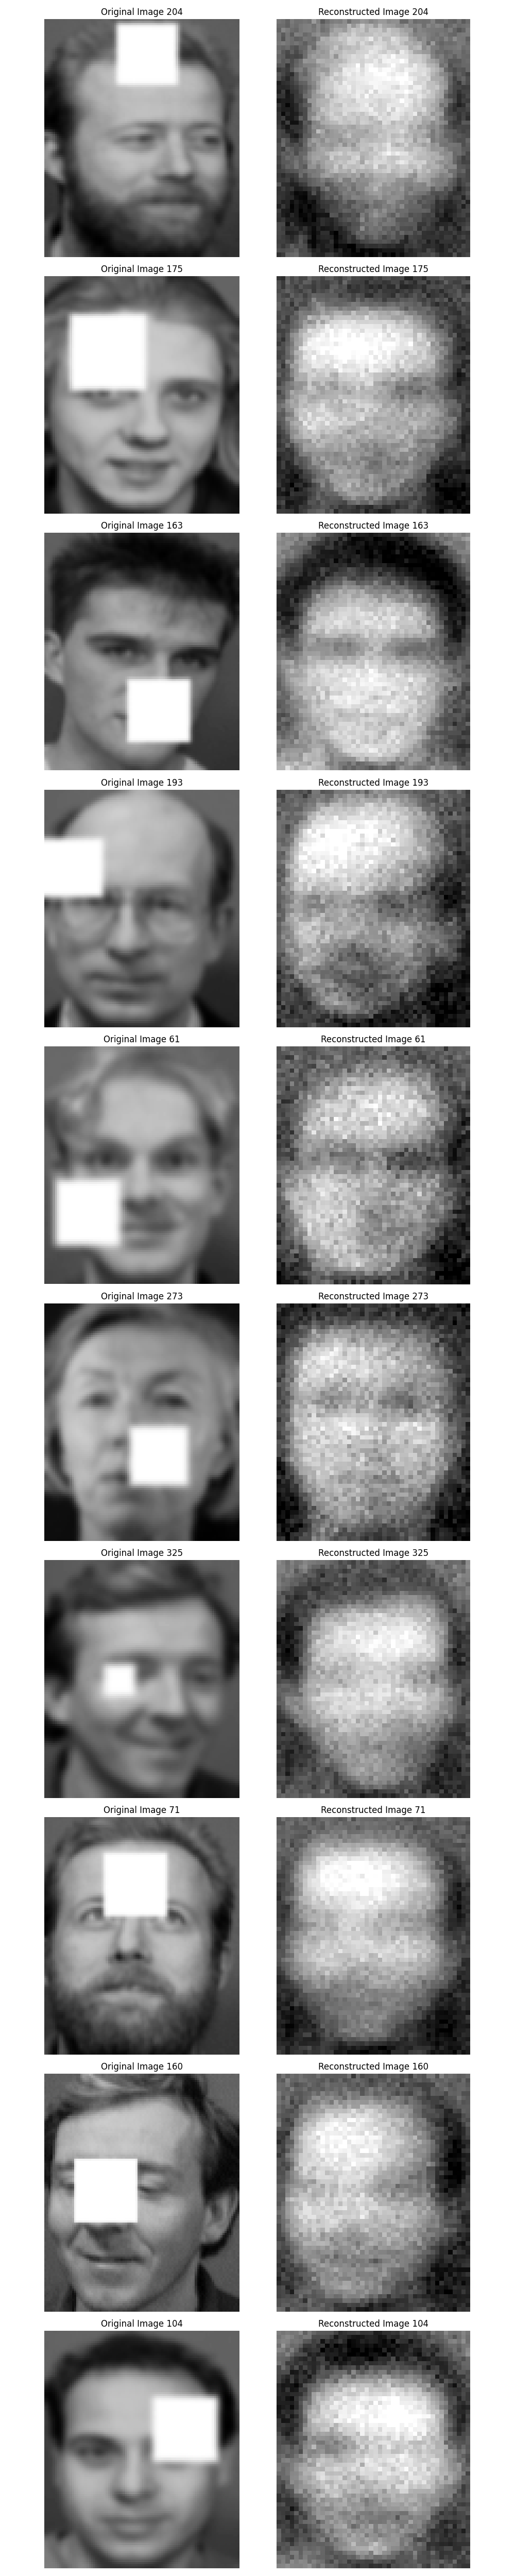 Original Image 204
Reconstructed Image 204
Original Image 175
Reconstructed Image 175
Original Image 163
Reconstructed Image 163
Original Image 193
Reconstructed Image 193
Original Image 61
Reconstructed Image 61
Original Image 273
Reconstructed Image 273
Original Image 325
Reconstructed Image 325
Original Image 71
Reconstructed Image 71
Original Image 160
Reconstructed Image 160
Original Image 104
Reconstructed Image 104